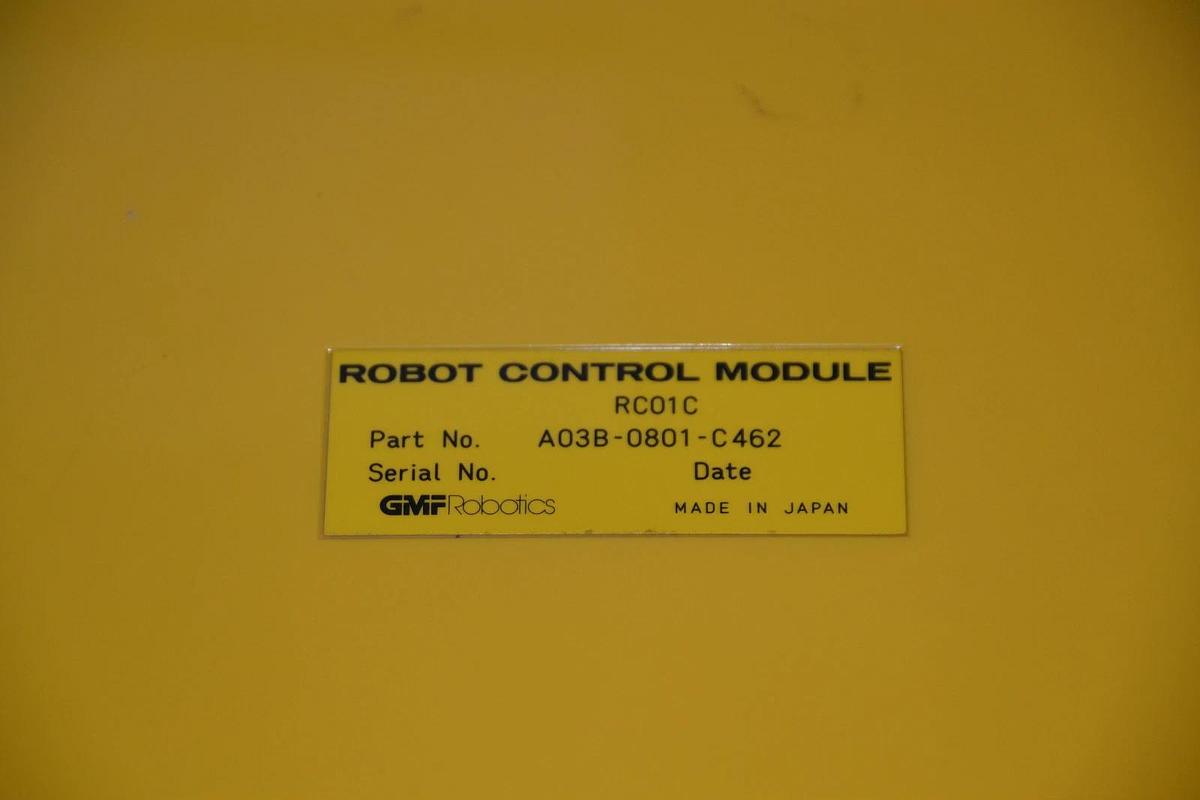 ROBOT CONTROL MODULE
RC01C
Part No. A03B-0801-C462
Serial No. Date
GMFRobotics MADE IN JAPAN